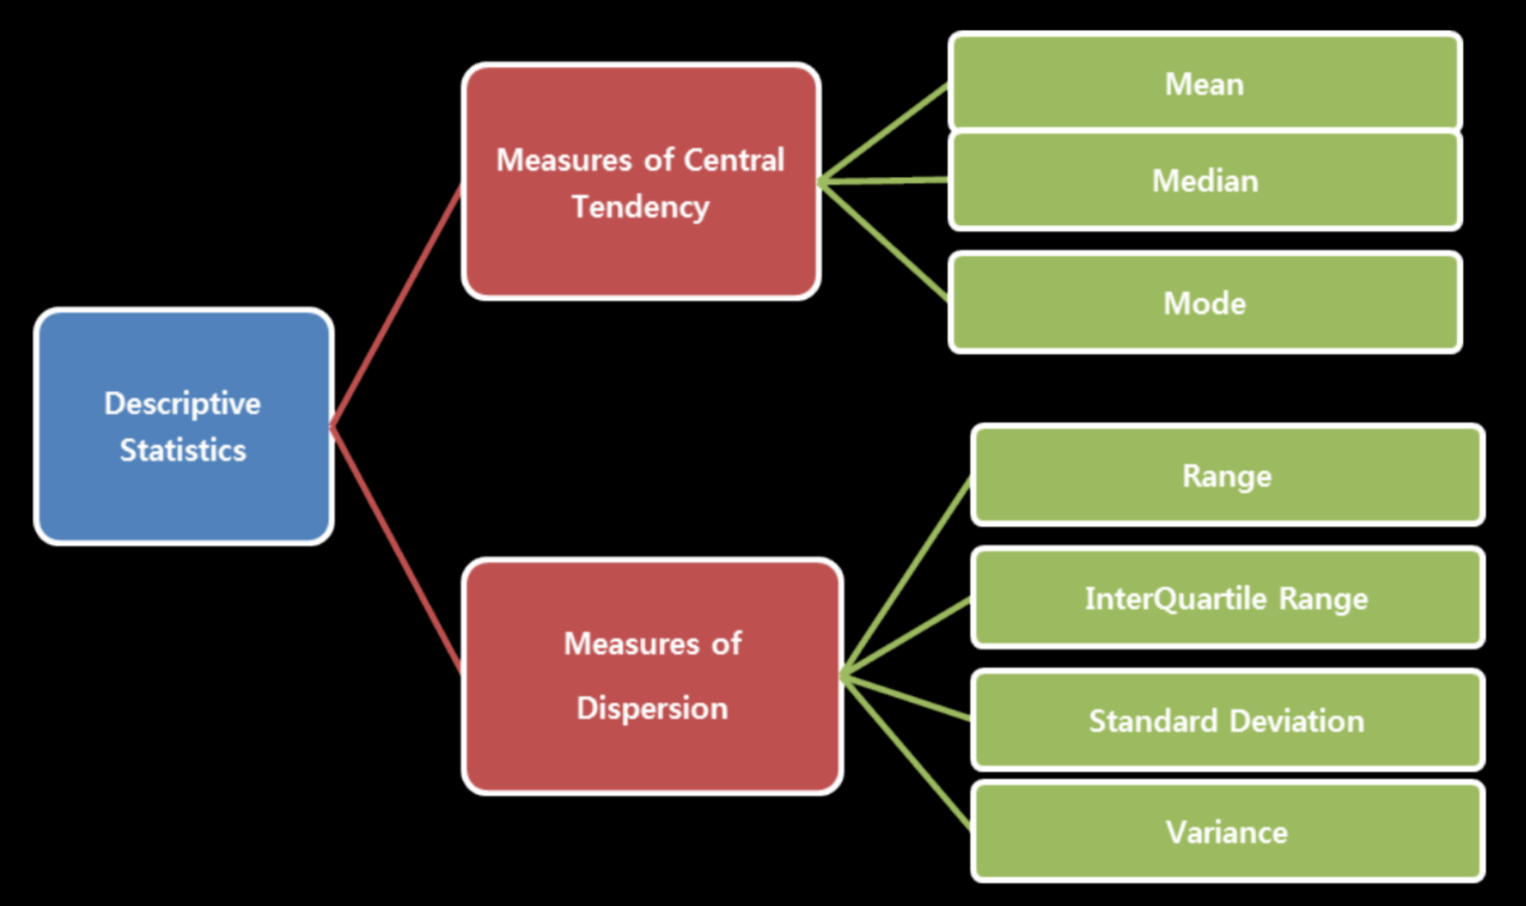 Mean
Measures of Central
Tendency
Median
Mode
Descriptive
Statistics
Range
InterQuartile Range
Measures of
Dispersion
Standard Deviation
Variance